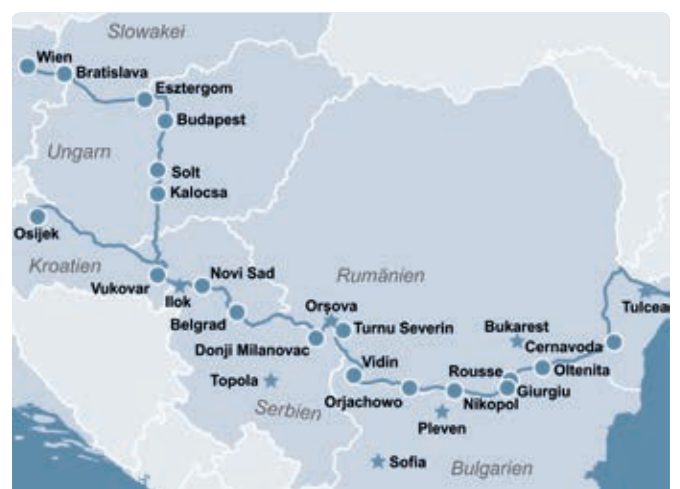 Slowakei
Wien
Bratislava
Esztergom
Budapest
Ungarn
Solt
Kalocsa
Osijek
Kroatien
Novi Sad
Rumänien
Vukovar
Ilok
Orșova
Tulcea
Belgrad
Turnu Severin
Bukarest
Donji Milanovac
Cernavoda
Vidin
Rousse
Oltenita
Topola
Giurgiu
Orjachowo
Nikopol
Serbien
Pleven
Sofia
Bulgarien